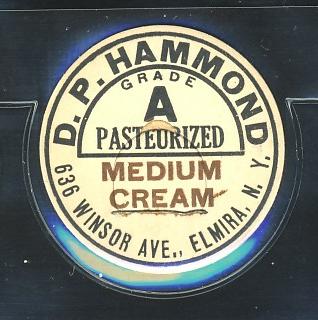 D. P. HAMMOND
GRADE
A
PASTEURIZED
MEDIUM
CREAM
636 WINSOR AVE., ELMIRA, N. Y.